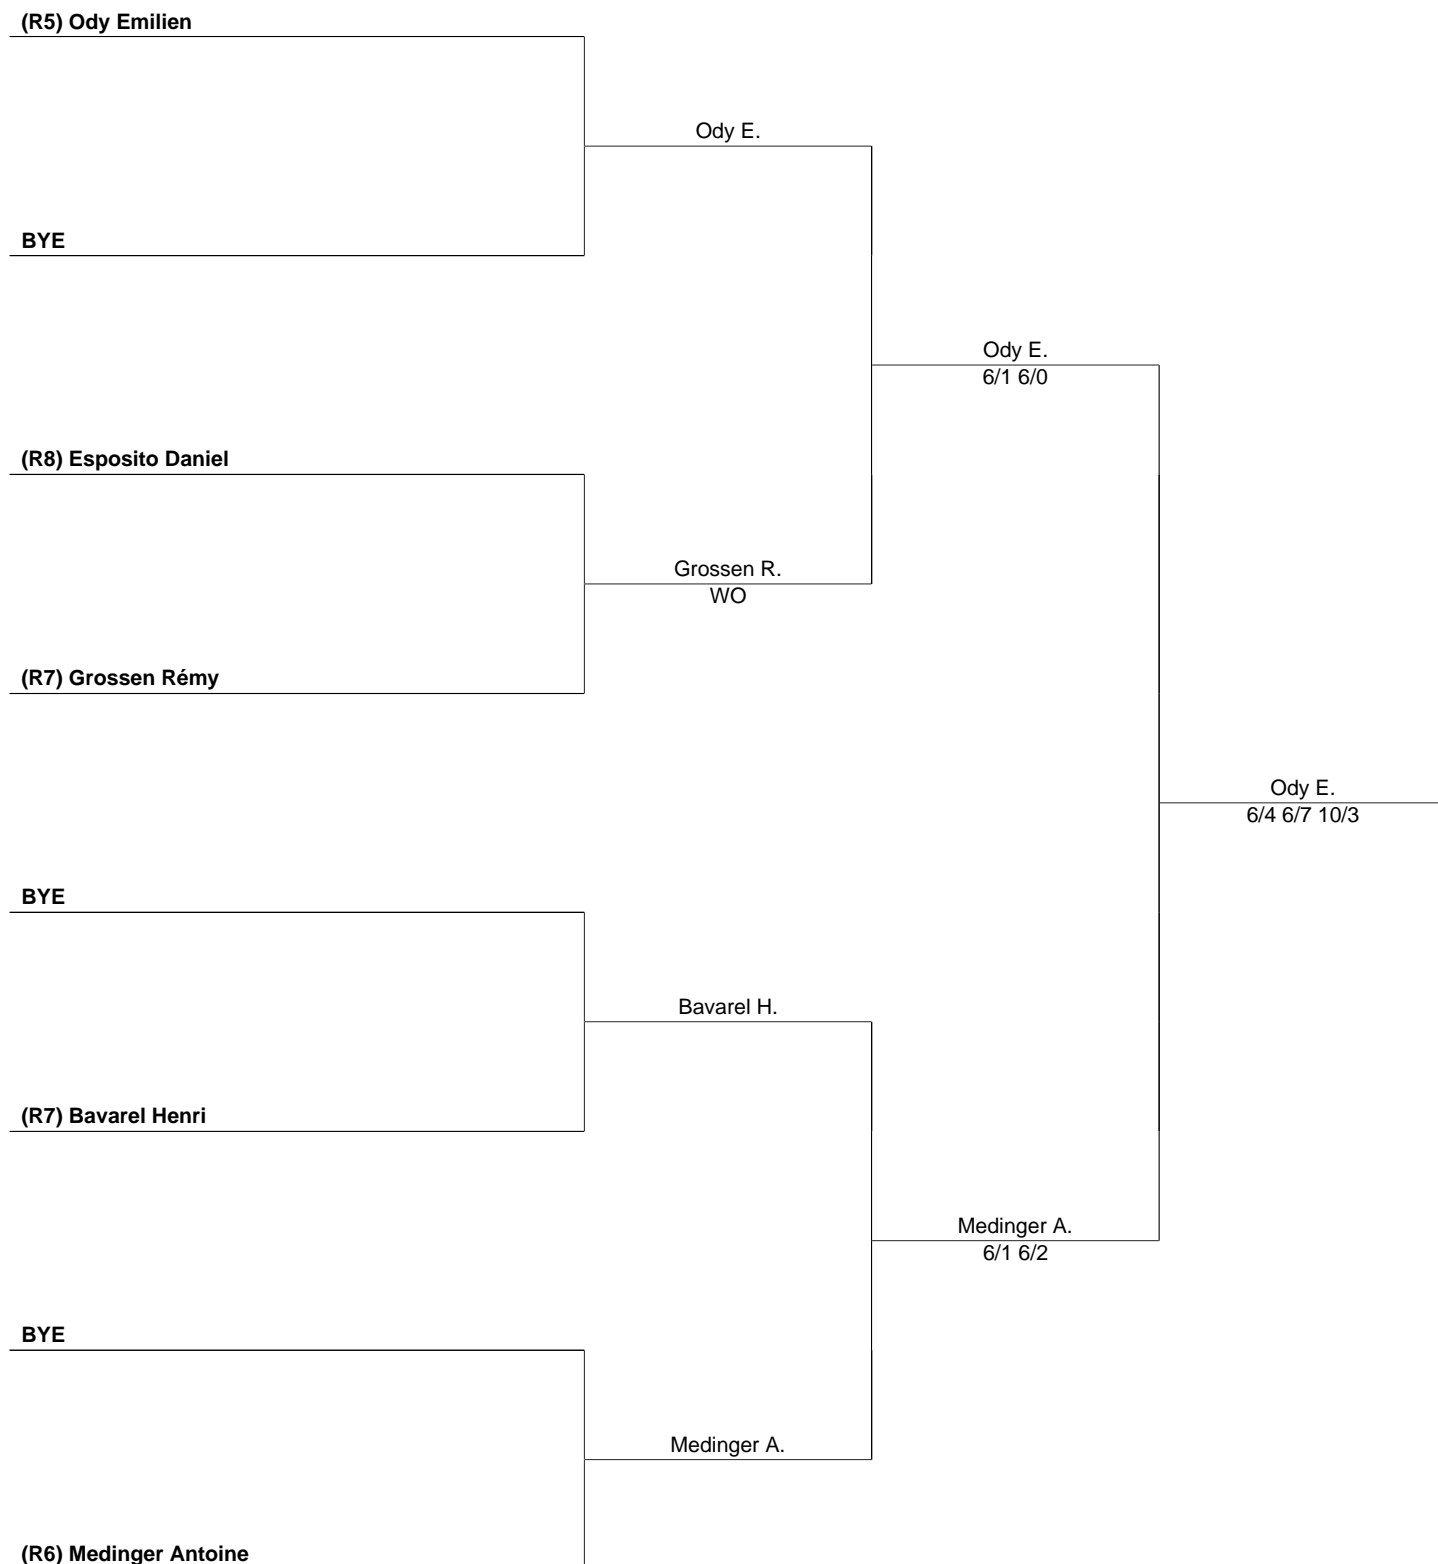 (R5) Ody Emilien
Ody E.
BYE
Ody E.
6/1 6/0
(R8) Esposito Daniel
Grossen R.
WO
(R7) Grossen Rémy
Ody E.
6/4 6/7 10/3
BYE
Bavarel H.
(R7) Bavarel Henri
Medinger A.
6/1 6/2
BYE
Medinger A.
(R6) Medinger Antoine